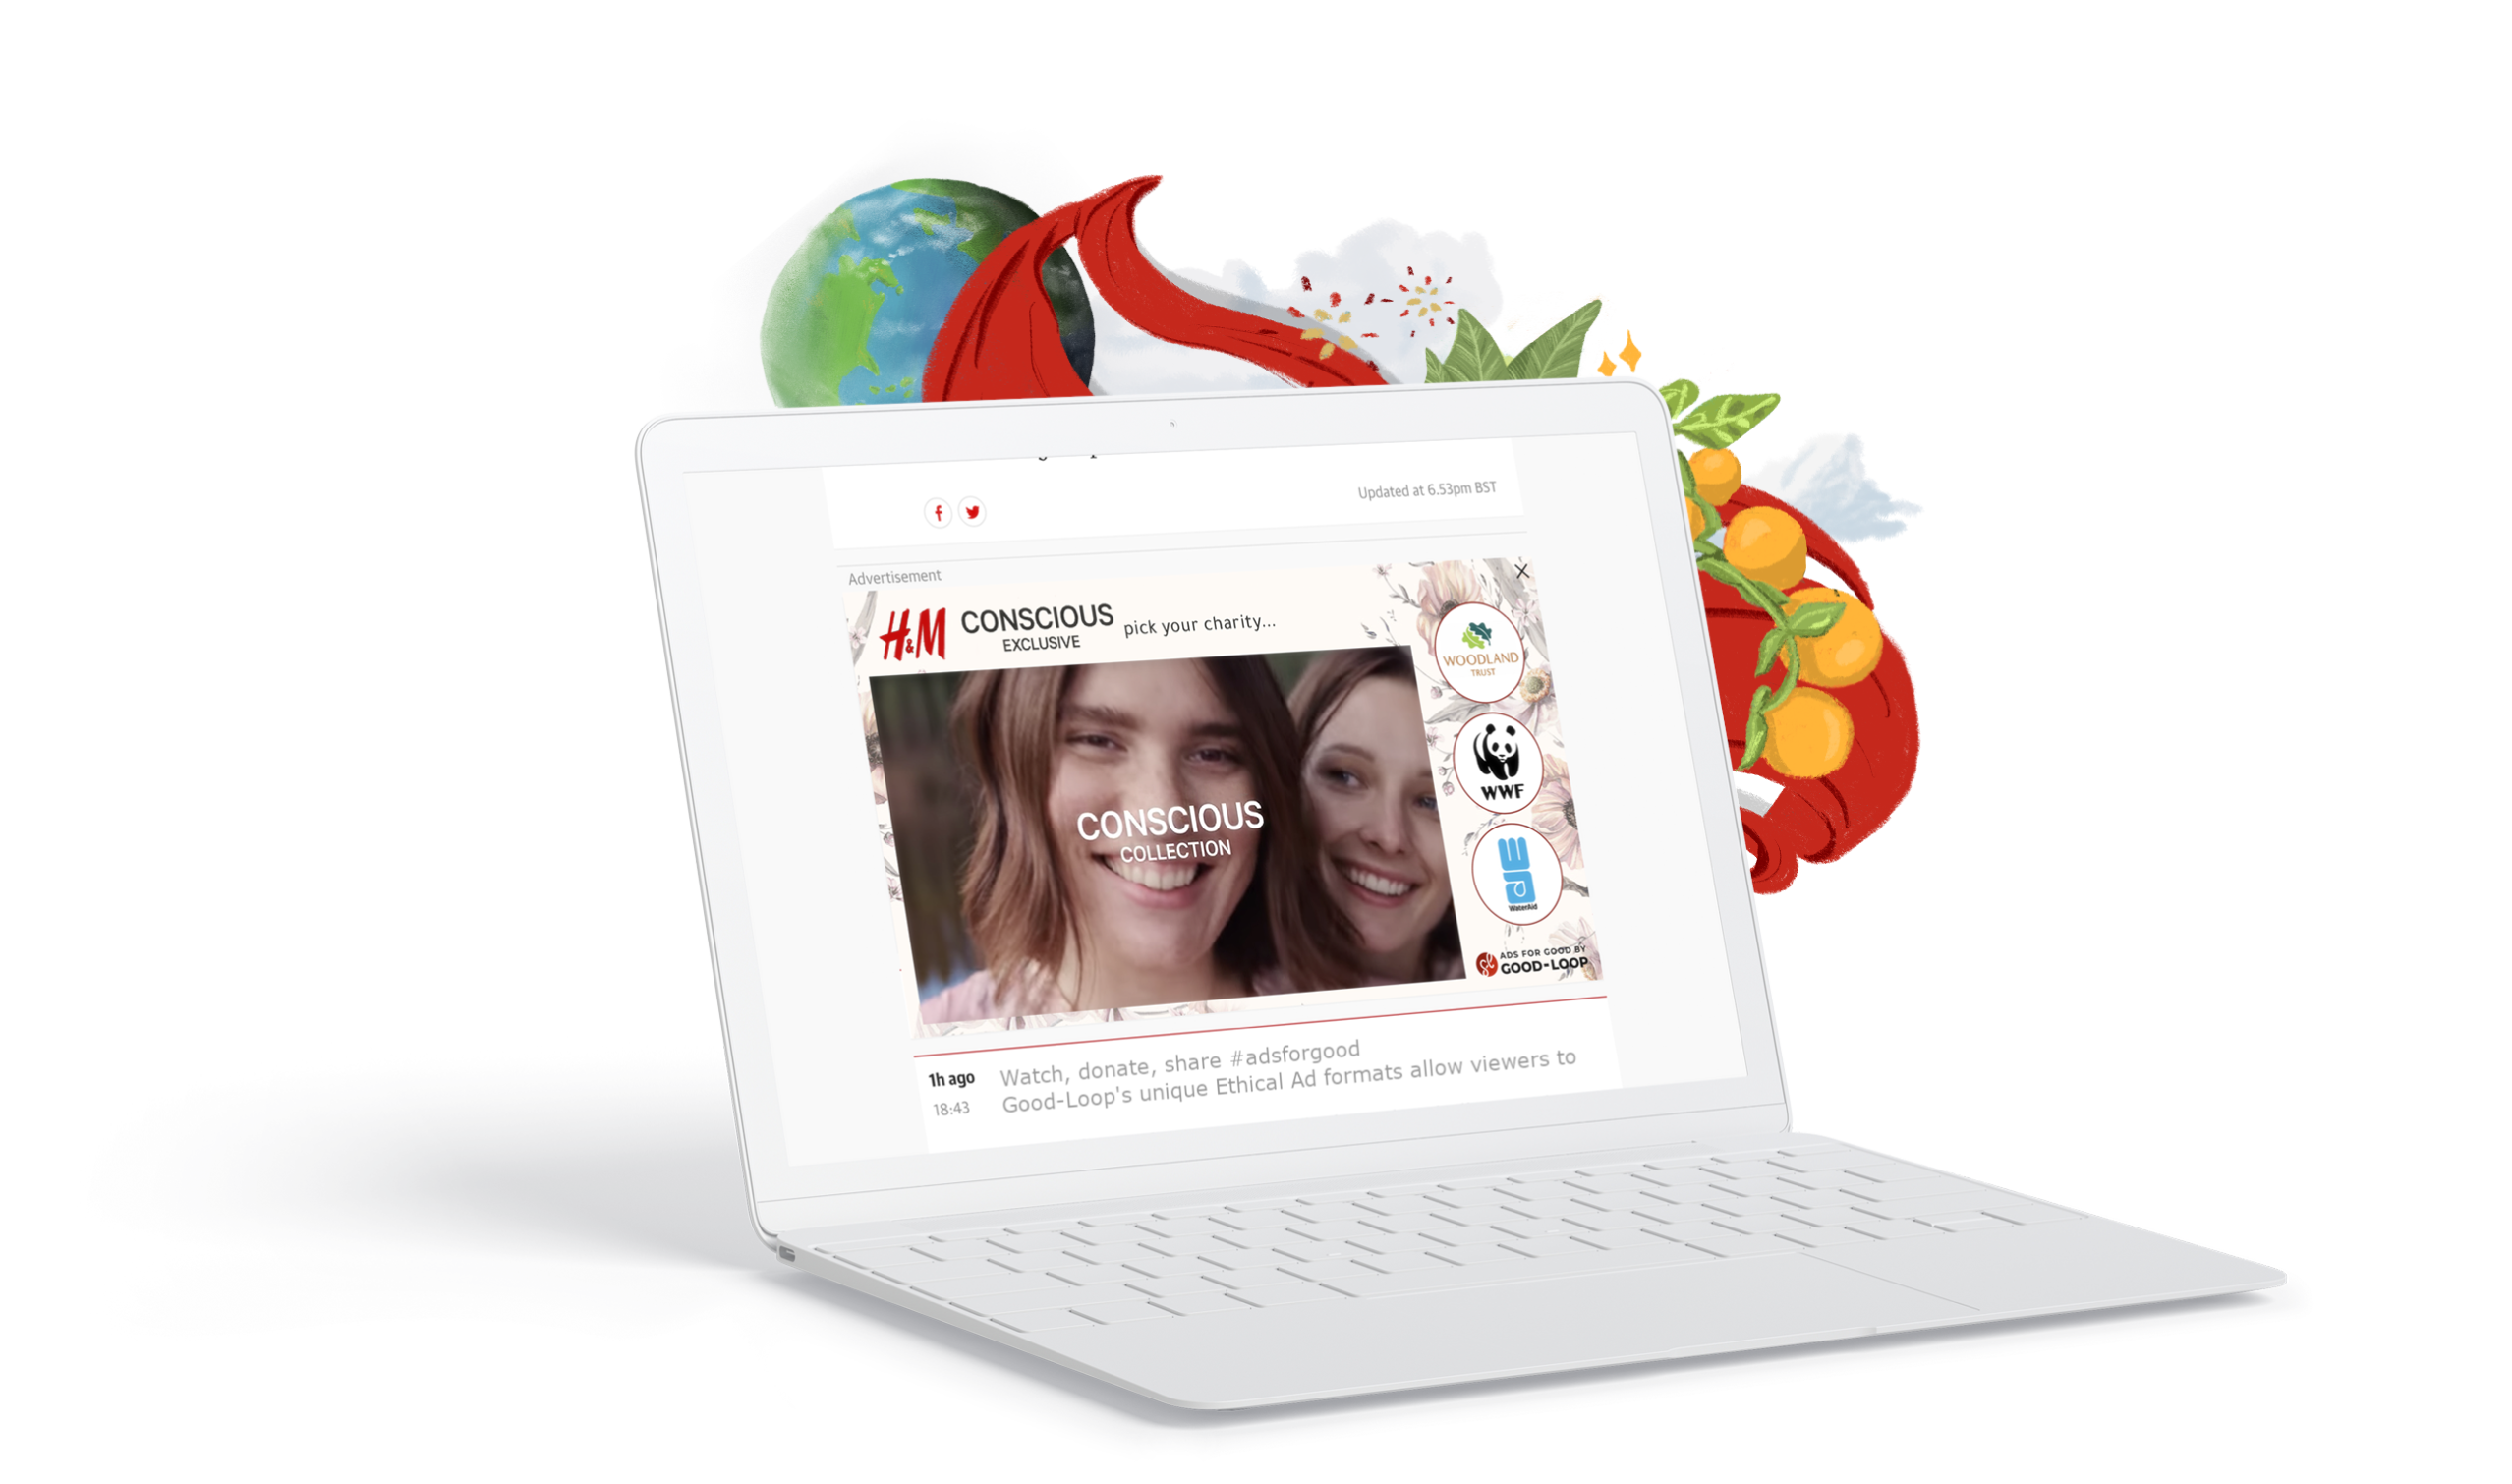 Updated at 6.53pm BST
Advertisement
H&M CONSCIOUS
EXCLUSIVE
pick your charity...
WOODLAND
TRUST
WWF
WaterAid
CONSCIOUS
COLLECTION
ADS FOR GOOD BY
GOOD-LOOP
1h ago
18:43
Watch, donate, share #adsforgood
Good-Loop's unique Ethical Ad formats allow viewers to